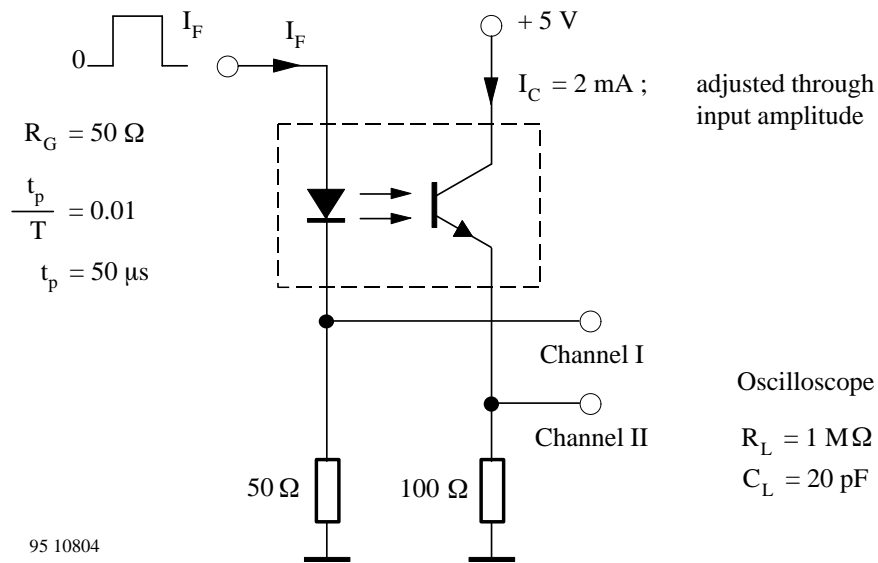 0
I_F
I_F
+ 5 V
I_C = 2 mA ;
adjusted through
input amplitude
R_G = 50 Ω
t_p
T
= 0.01
t_p = 50 μs
Channel I
Channel II
Oscilloscope
R_L = 1 MΩ
C_L = 20 pF
50 Ω
100 Ω
95 10804